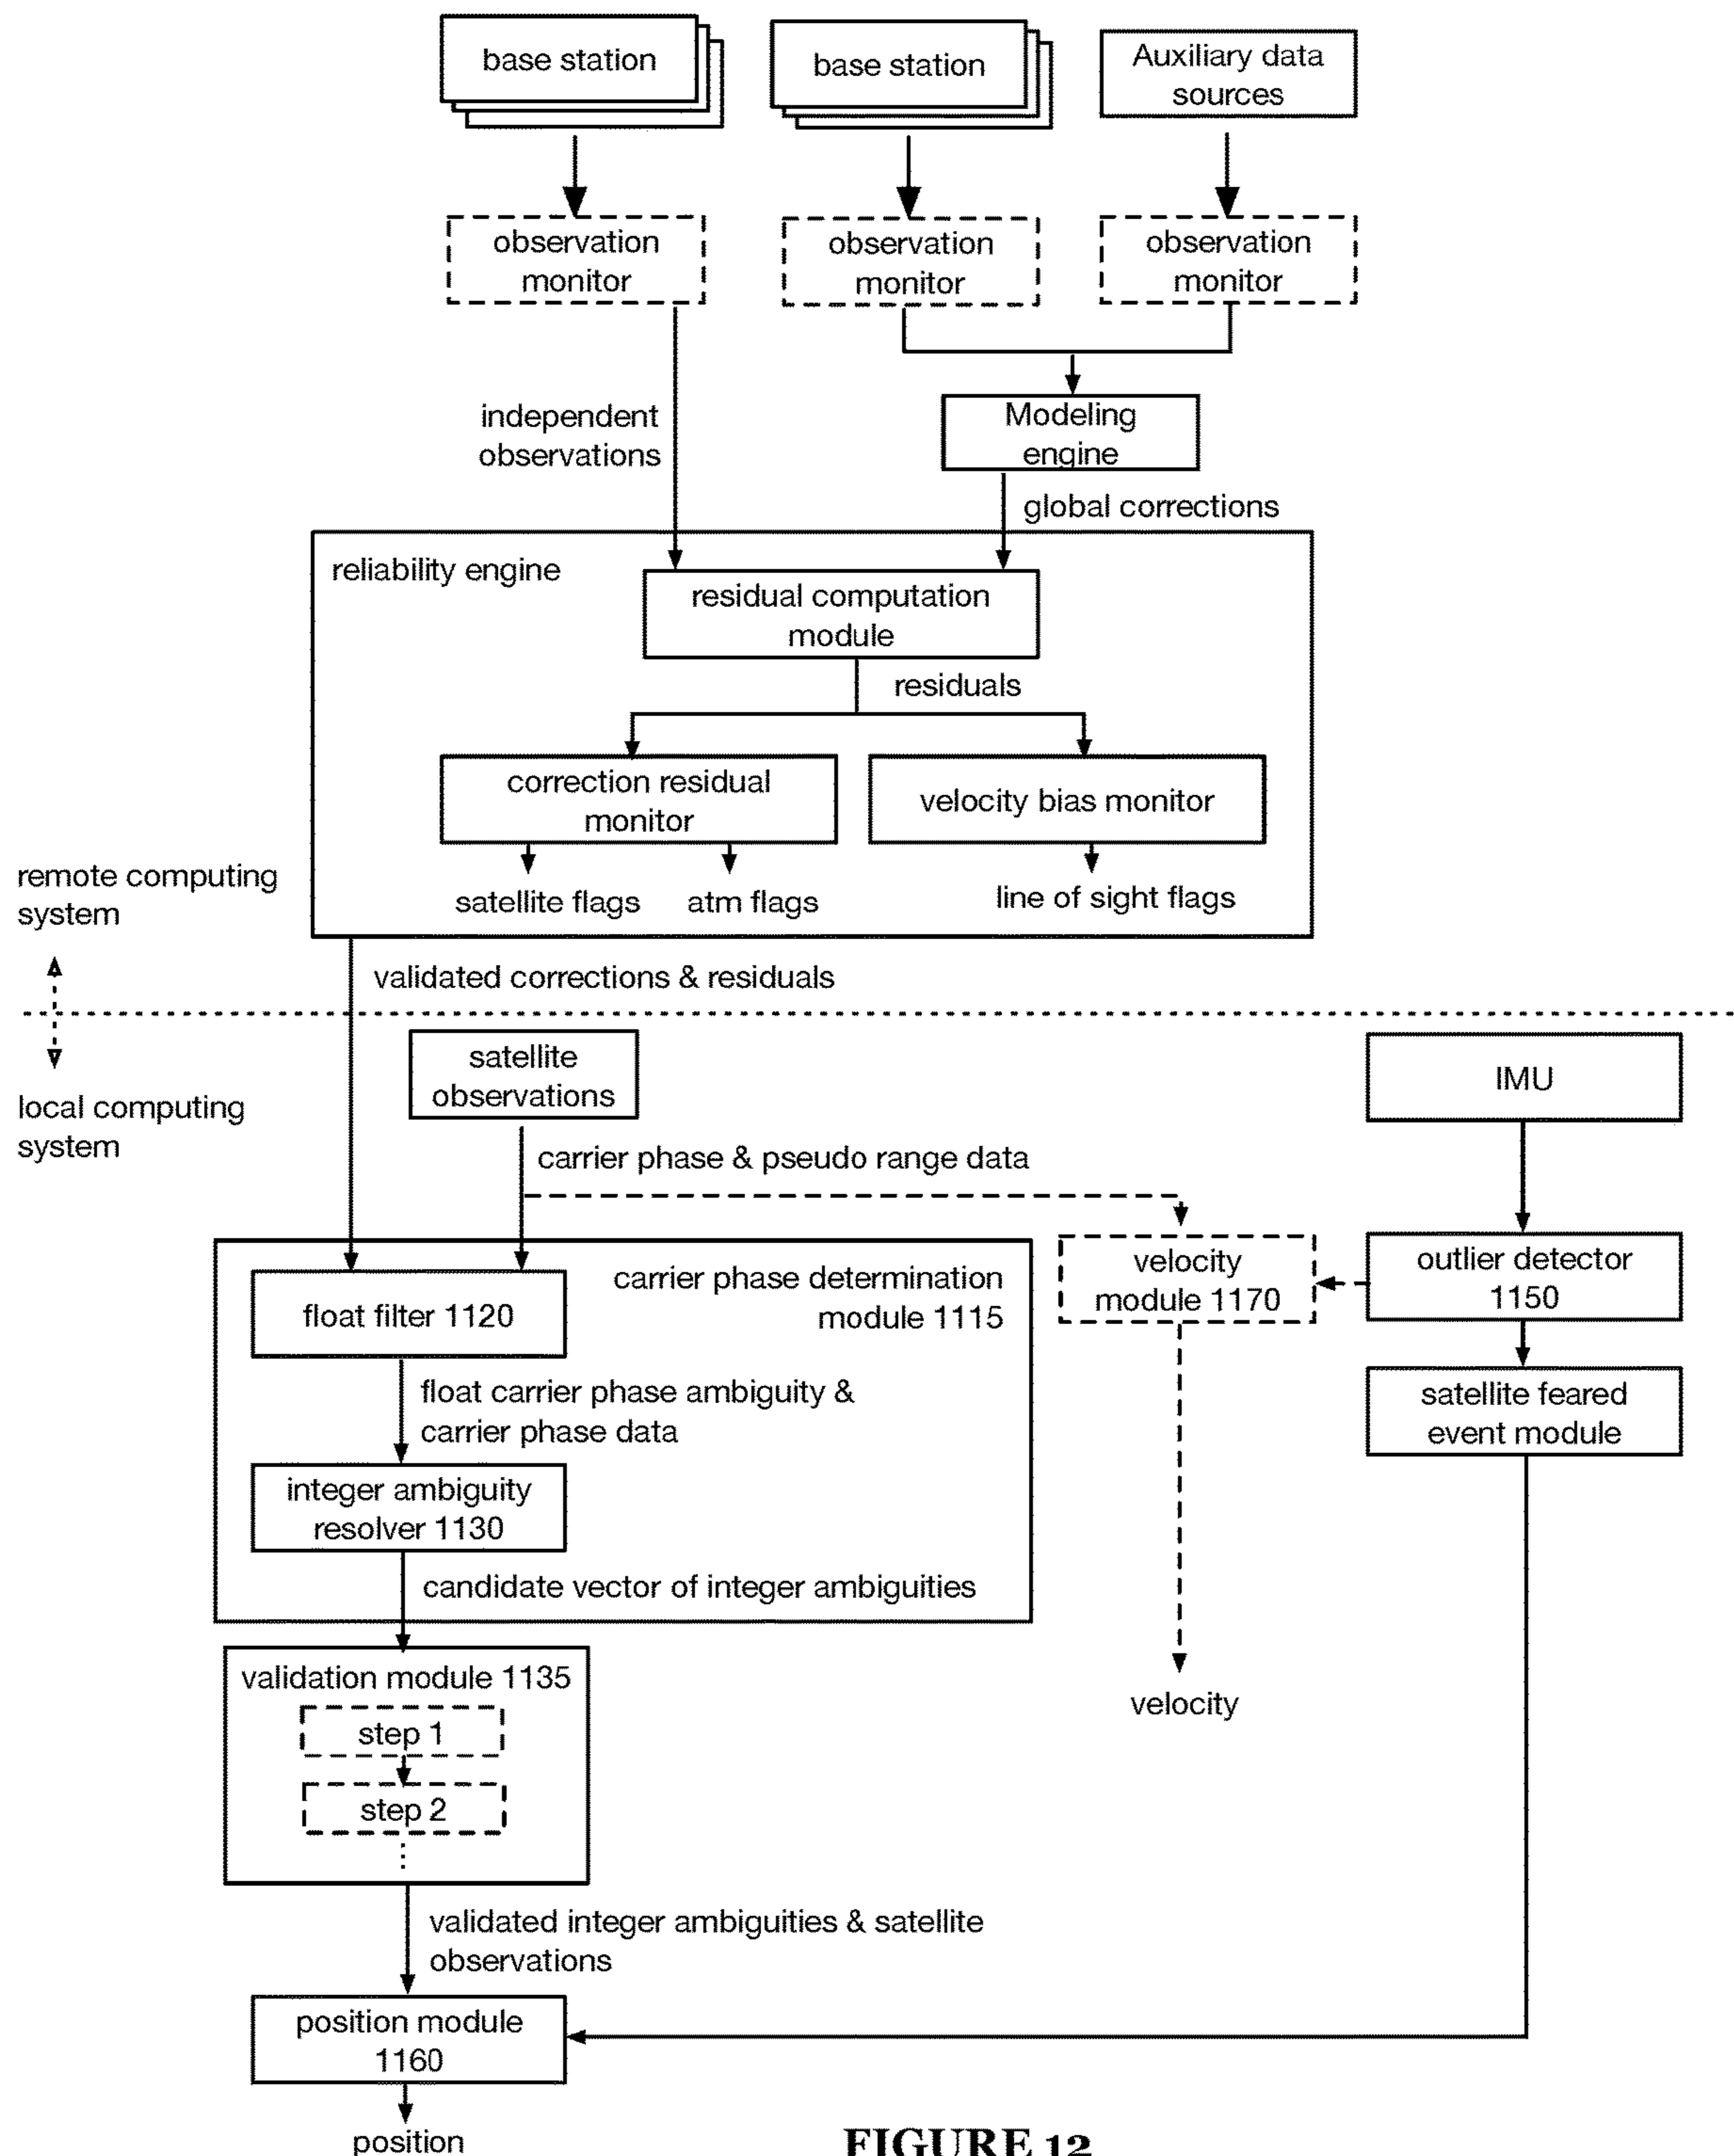 base station
base station
Auxiliary data
sources
observation
monitor
observation
monitor
observation
monitor
independent
observations
Modeling
engine
global corrections
reliability engine
residual computation
module
residuals
correction residual
monitor
velocity bias monitor
satellite flags
atm flags
line of sight flags
remote computing
system
validated corrections & residuals
local computing
system
satellite
observations
IMU
carrier phase & pseudo range data
carrier phase determination
module 1115
float filter 1120
velocity
module 1170
outlier detector
1150
float carrier phase ambiguity &
carrier phase data
satellite feared
event module
integer ambiguity
resolver 1130
candidate vector of integer ambiguities
validation module 1135
step 1
step 2
velocity
validated integer ambiguities & satellite
observations
position module
1160
position
FIGURE 12